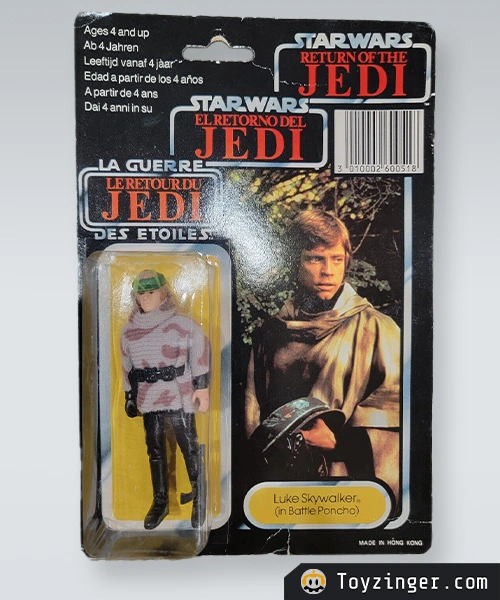 Ages 4 and up
Ab 4 Jahren
Leeftijd vanaf 4 jaar
Edad a partir de los 4 años
A partir de 4 ans
Dai 4 anni in su
STAR WARS
RETURN OF THE
JEDI
STAR WARS
EL RETORNO DEL
JEDI
3 010002 600518
LA GUERRE
LE RETOUR DU
JEDI
DES ETOILES
Luke Skywalker®
(in Battle Poncho)
MADE IN HONG KONG
Toyzinger.com